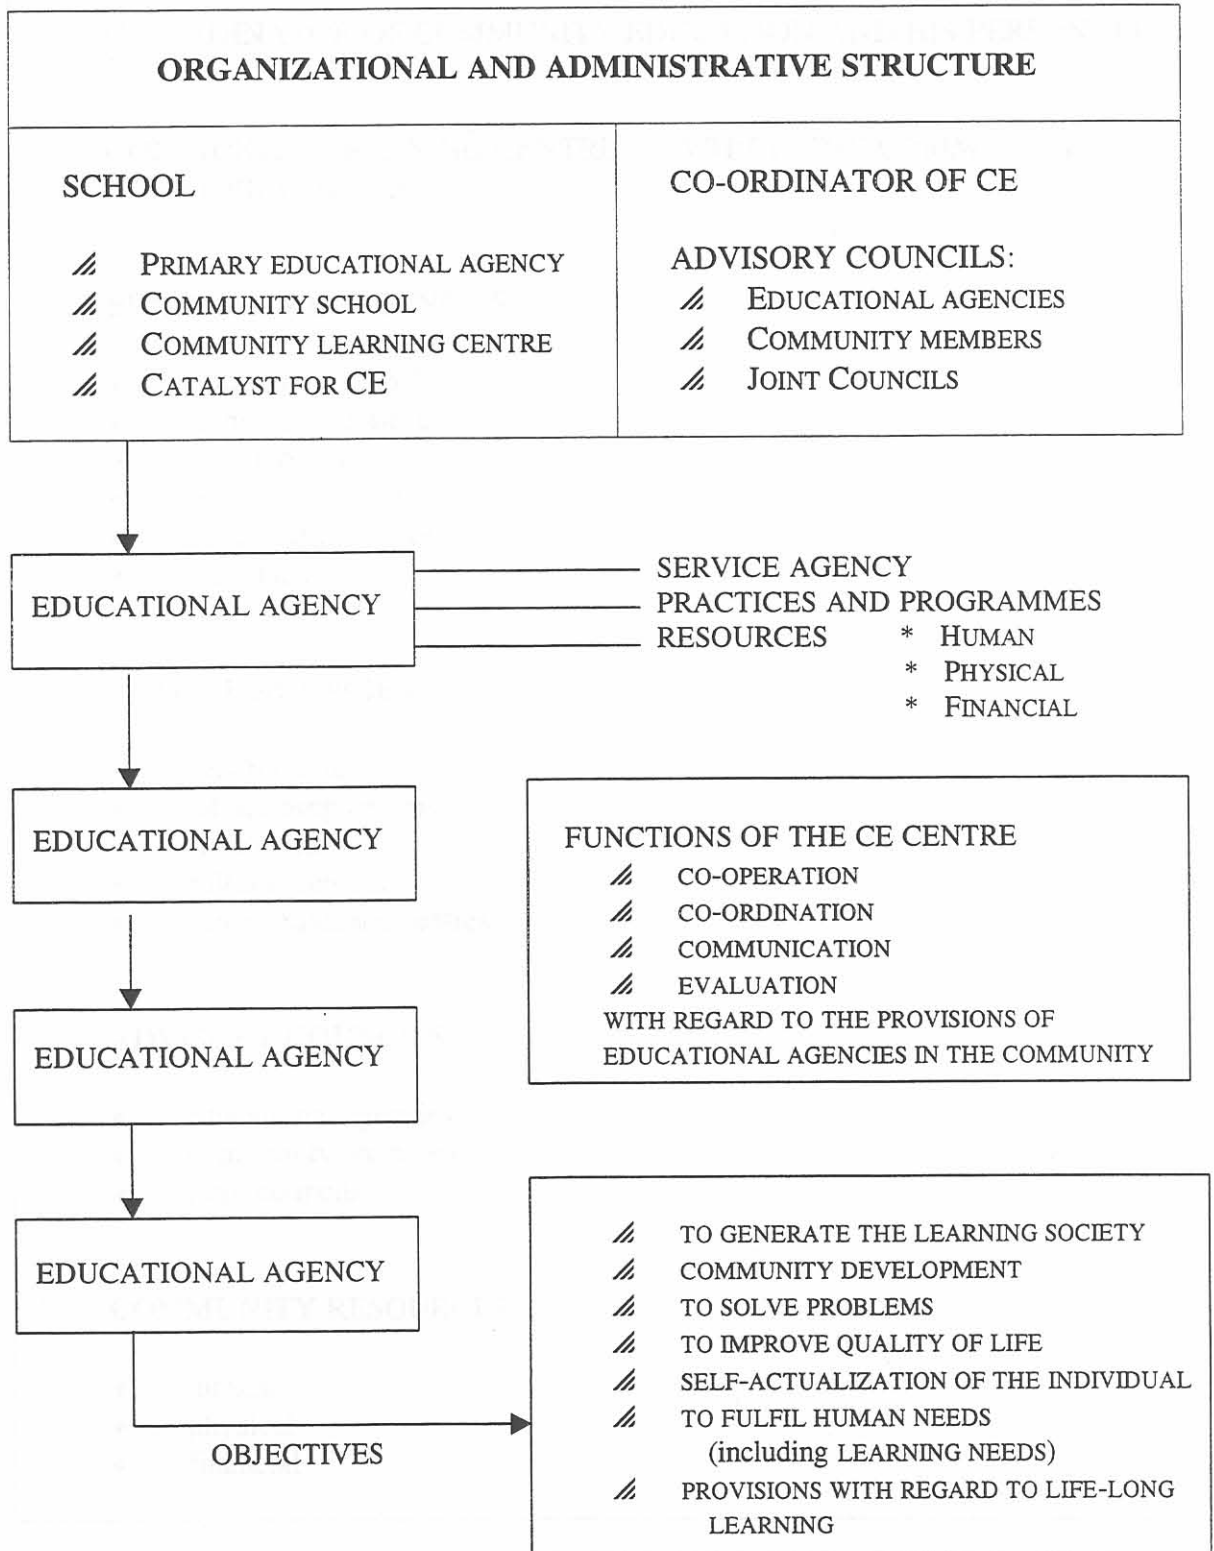 ORGANIZATIONAL AND ADMINISTRATIVE STRUCTURE
SCHOOL
PRIMARY EDUCATIONAL AGENCY
COMMUNITY SCHOOL
COMMUNITY LEARNING CENTRE
CATALYST FOR CE
CO-ORDINATOR OF CE
ADVISORY COUNCILS:
EDUCATIONAL AGENCIES
COMMUNITY MEMBERS
JOINT COUNCILS
EDUCATIONAL AGENCY
SERVICE AGENCY
PRACTICES AND PROGRAMMES
RESOURCES * HUMAN
* PHYSICAL
* FINANCIAL
EDUCATIONAL AGENCY
FUNCTIONS OF THE CE CENTRE
CO-OPERATION
CO-ORDINATION
COMMUNICATION
EVALUATION
WITH REGARD TO THE PROVISIONS OF
EDUCATIONAL AGENCIES IN THE COMMUNITY
EDUCATIONAL AGENCY
EDUCATIONAL AGENCY
OBJECTIVES
TO GENERATE THE LEARNING SOCIETY
COMMUNITY DEVELOPMENT
TO SOLVE PROBLEMS
TO IMPROVE QUALITY OF LIFE
SELF-ACTUALIZATION OF THE INDIVIDUAL
TO FULFIL HUMAN NEEDS
(including LEARNING NEEDS)
PROVISIONS WITH REGARD TO LIFE-LONG
LEARNING